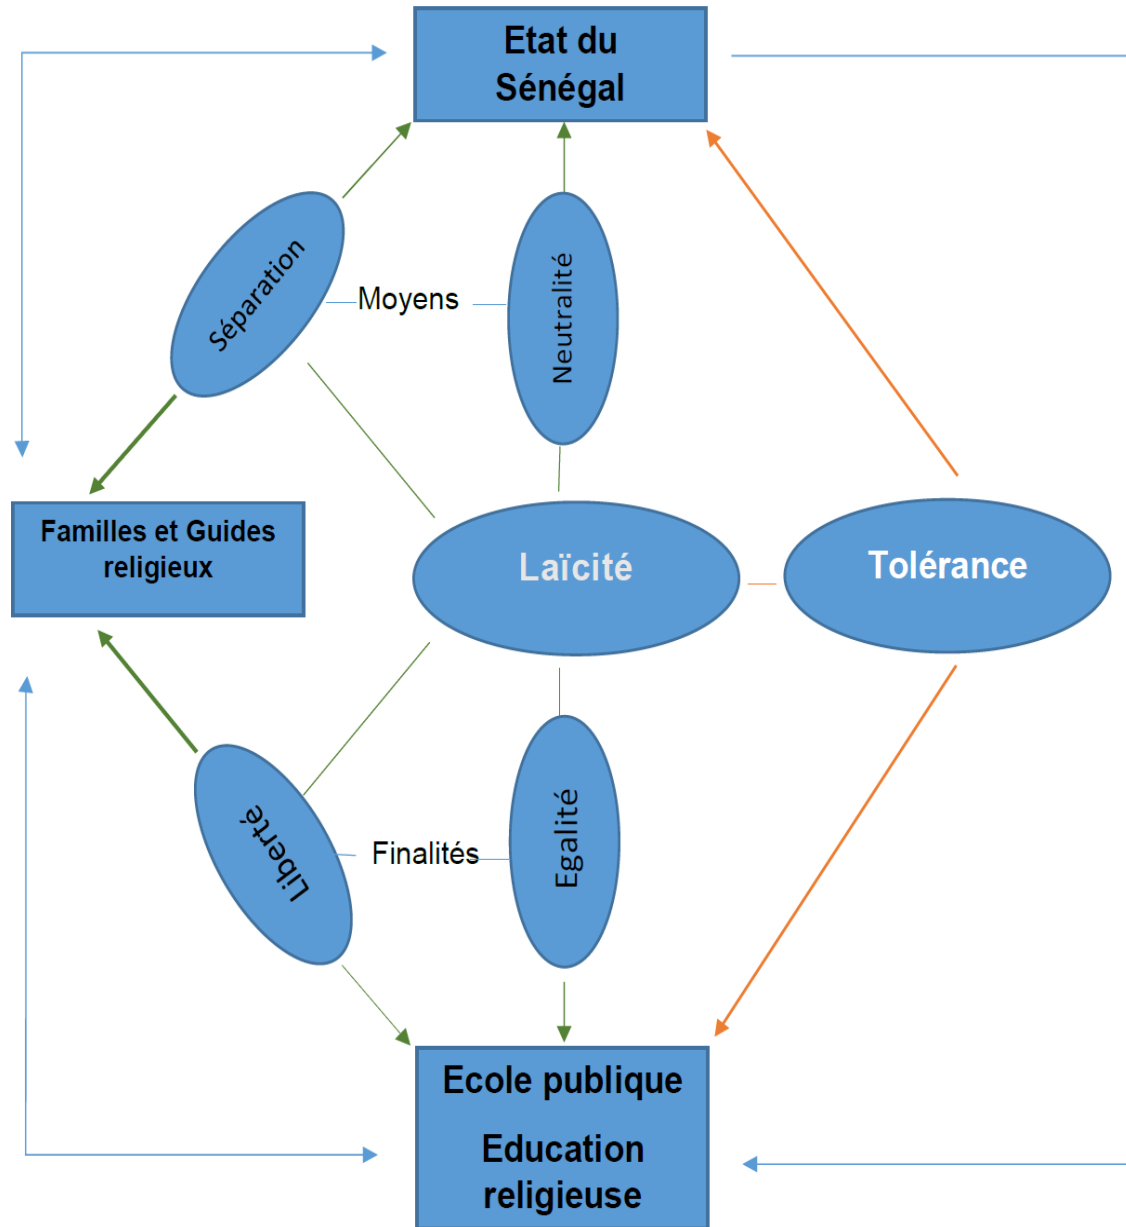 Etat du
Sénégal
Séparation
Moyens
Neutralité
Familles et Guides
religieux
Laïcité
Tolérance
Liberté
Finalités
Egalité
Ecole publique
Education
religieuse